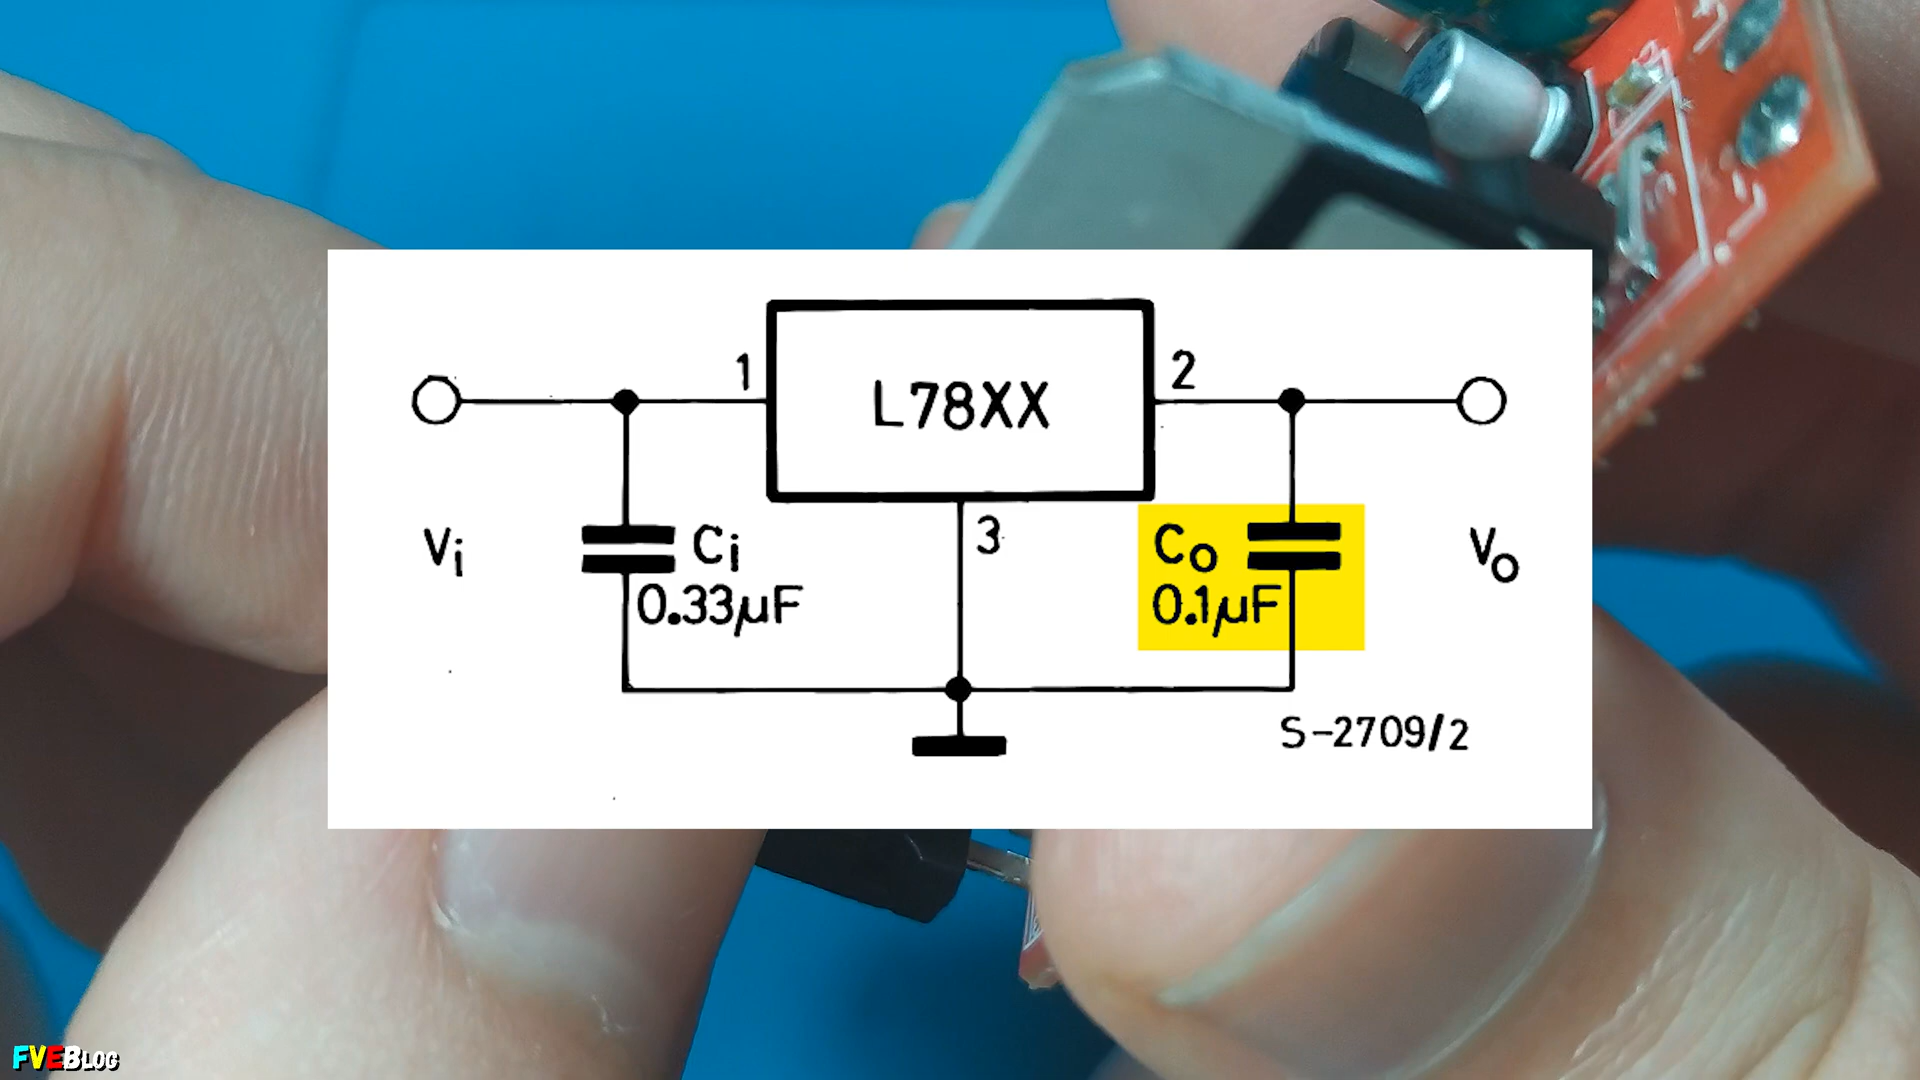 1
L78XX
2
Vi
Ci
0.33µF
3
Co
0.1µF
Vo
S-2709/2
FVEBLOG